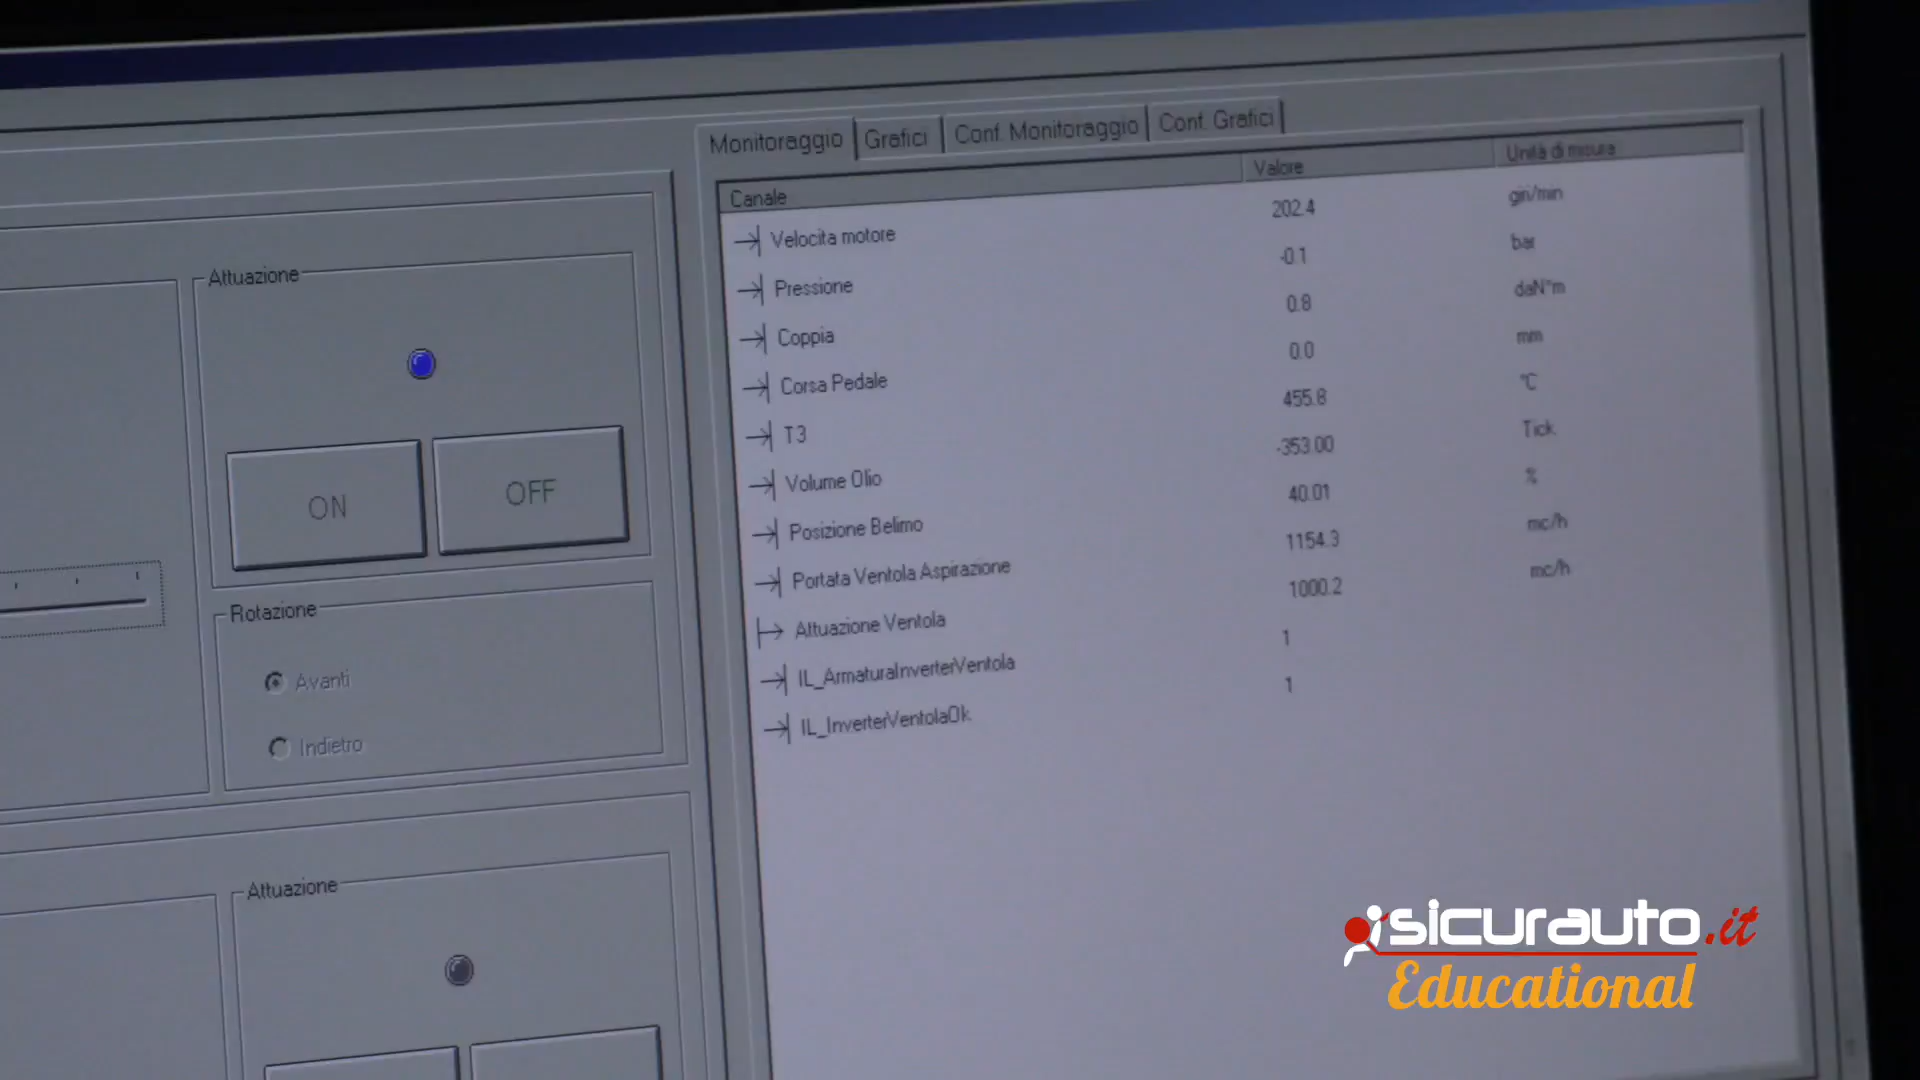 Monitoraggio Grafici Conf. Monitoraggio Conf. Grafici
Canale Valore Unità di misura
Velocita motore 202.4 giri/min
Pressione -0.1 bar
Coppia 0.8 daN*m
Corsa Pedale 0.0 mm
T3 455.8 °C
Volume Olio -353.00 Tick
Posizione Belimo 40.01 %
Portata Ventola Aspirazione 1154.3 mc/h
Attuazione Ventola 1000.2 mc/h
IL_ArmaturaInverterVentola 1
IL_InverterVentolaOk 1
Attuazione
ON OFF
Rotazione
Avanti
Indietro
Attuazione
sicurauto.it
Educational